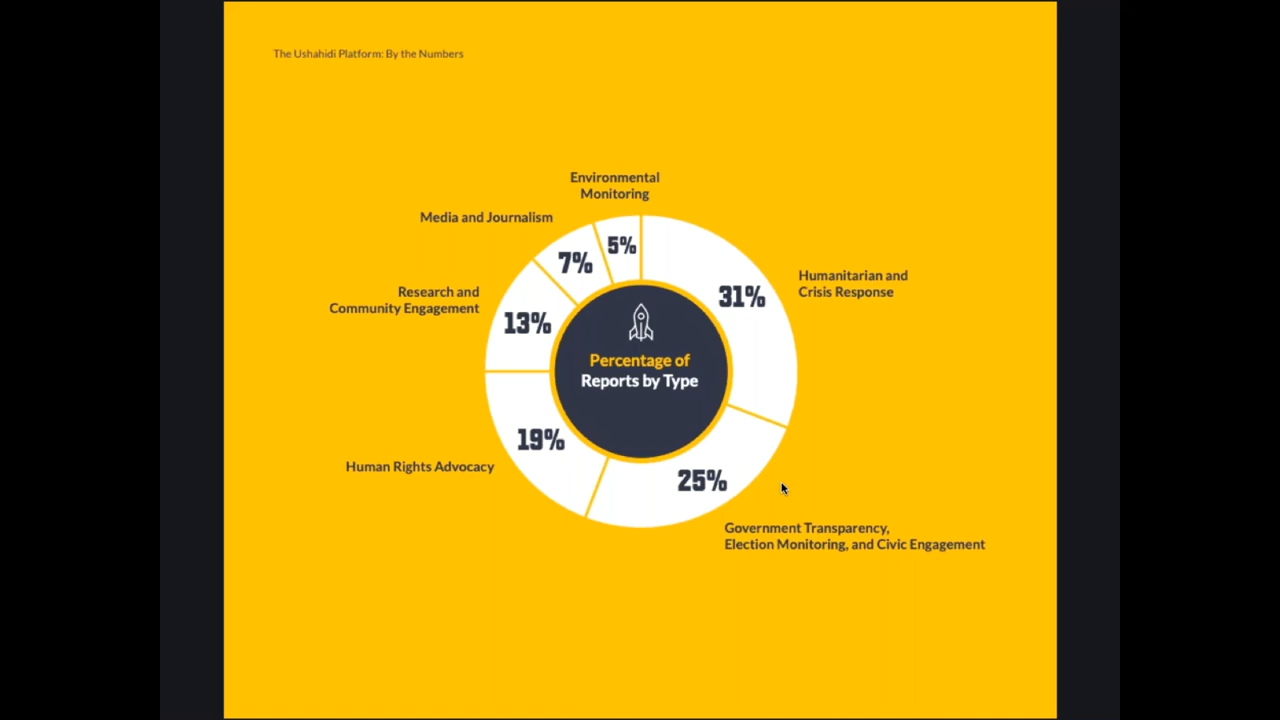 The Ushahidi Platform: By the Numbers
Environmental
Monitoring
Media and Journalism
5%
7%
Research and
Community Engagement
31%
Humanitarian and
Crisis Response
13%
Percentage of
Reports by Type
19%
Human Rights Advocacy
25%
Government Transparency,
Election Monitoring, and Civic Engagement